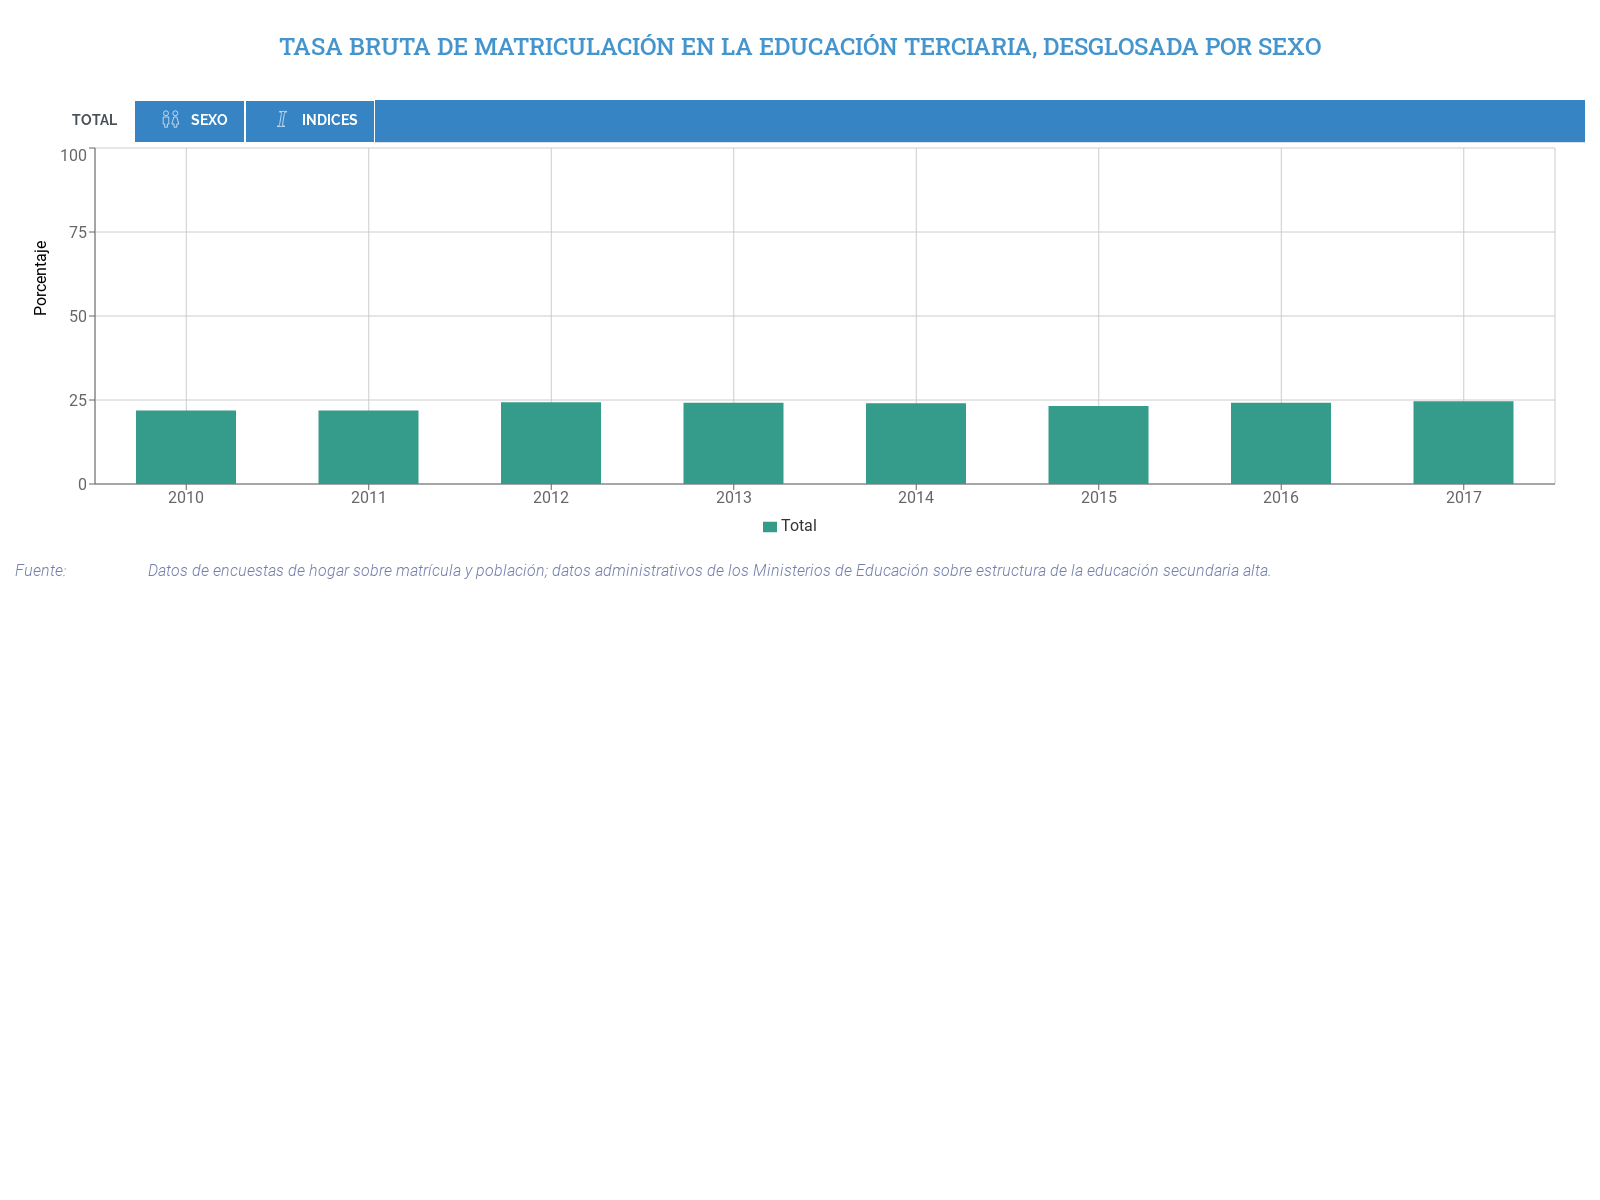 TASA BRUTA DE MATRICULACIÓN EN LA EDUCACIÓN TERCIARIA, DESGLOSADA POR SEXO
TOTAL SEXO INDICES
100
75
50
25
0
Porcentaje
2010 2011 2012 2013 2014 2015 2016 2017
Total
Fuente: Datos de encuestas de hogar sobre matrícula y población; datos administrativos de los Ministerios de Educación sobre estructura de la educación secundaria alta.